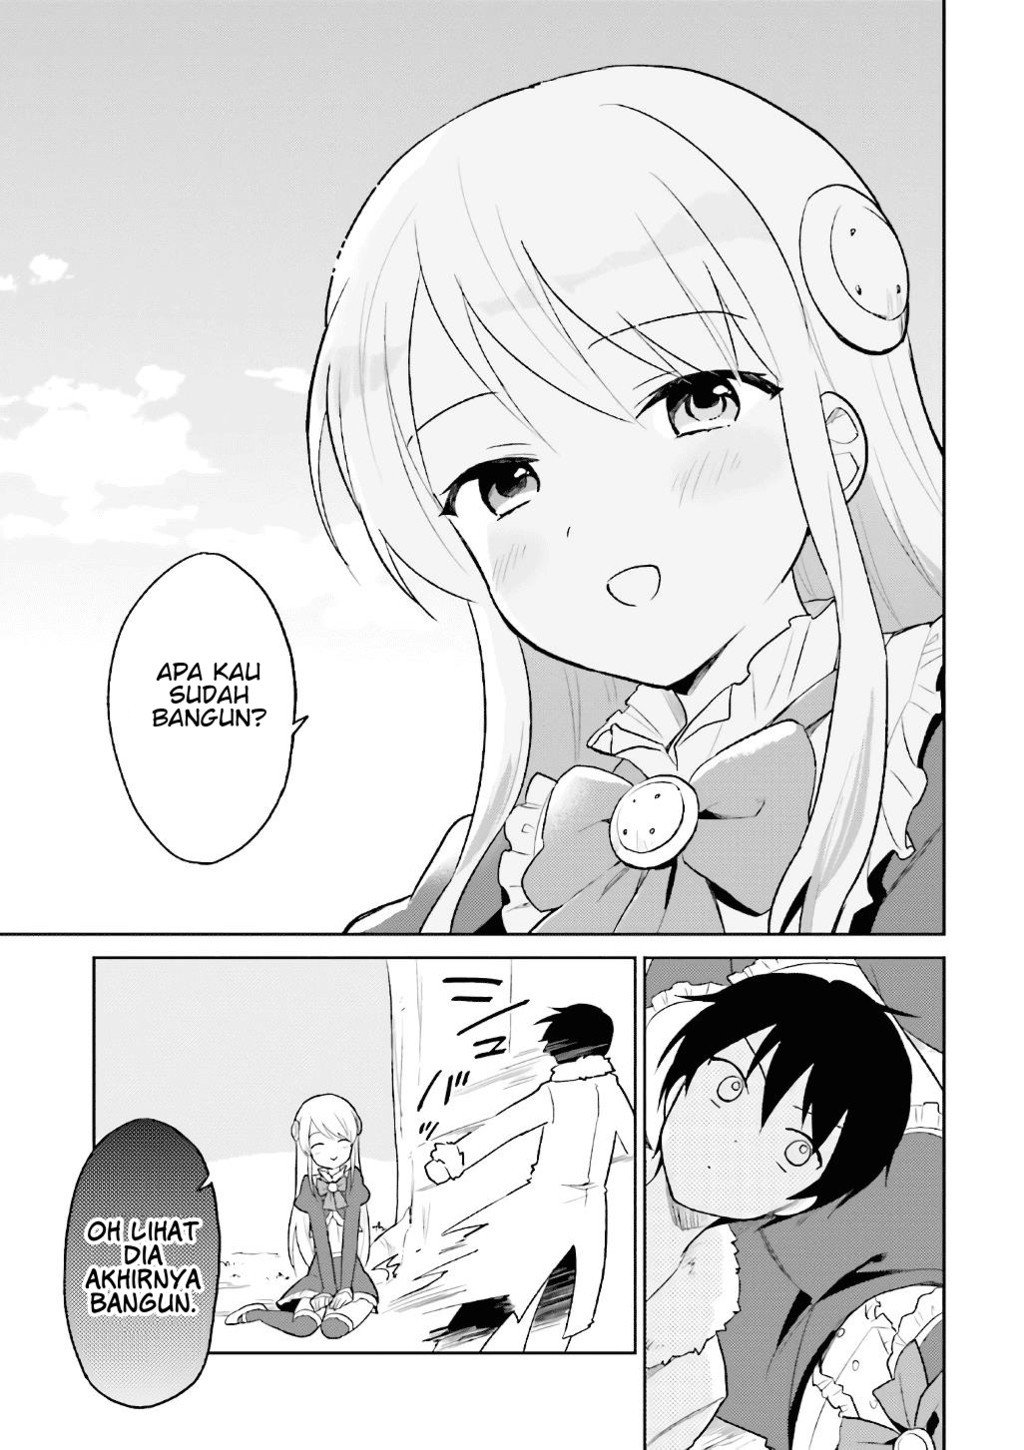 APA KAU
SUDAH
BANGUN?
OH LIHAT
DIA
AKHIRNYA
BANGUN.